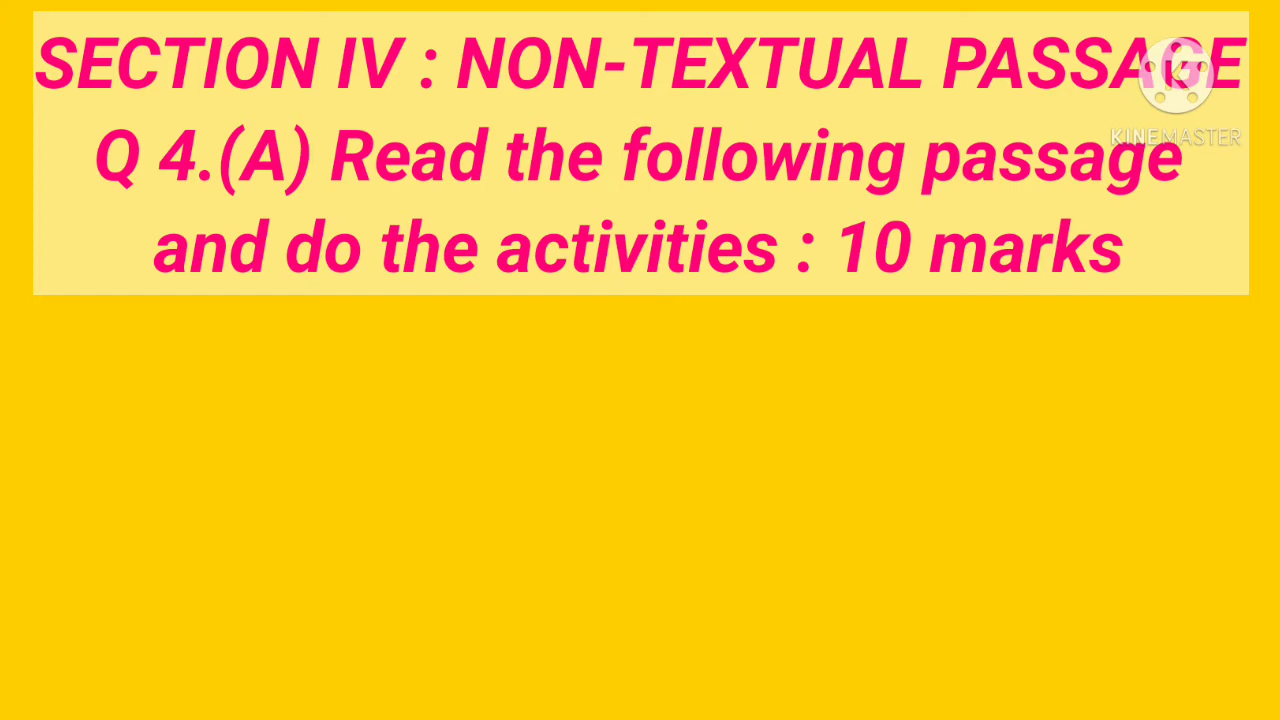 SECTION IV : NON-TEXTUAL PASSAGE
Q 4.(A) Read the following passage
and do the activities : 10 marks
KINEMASTER